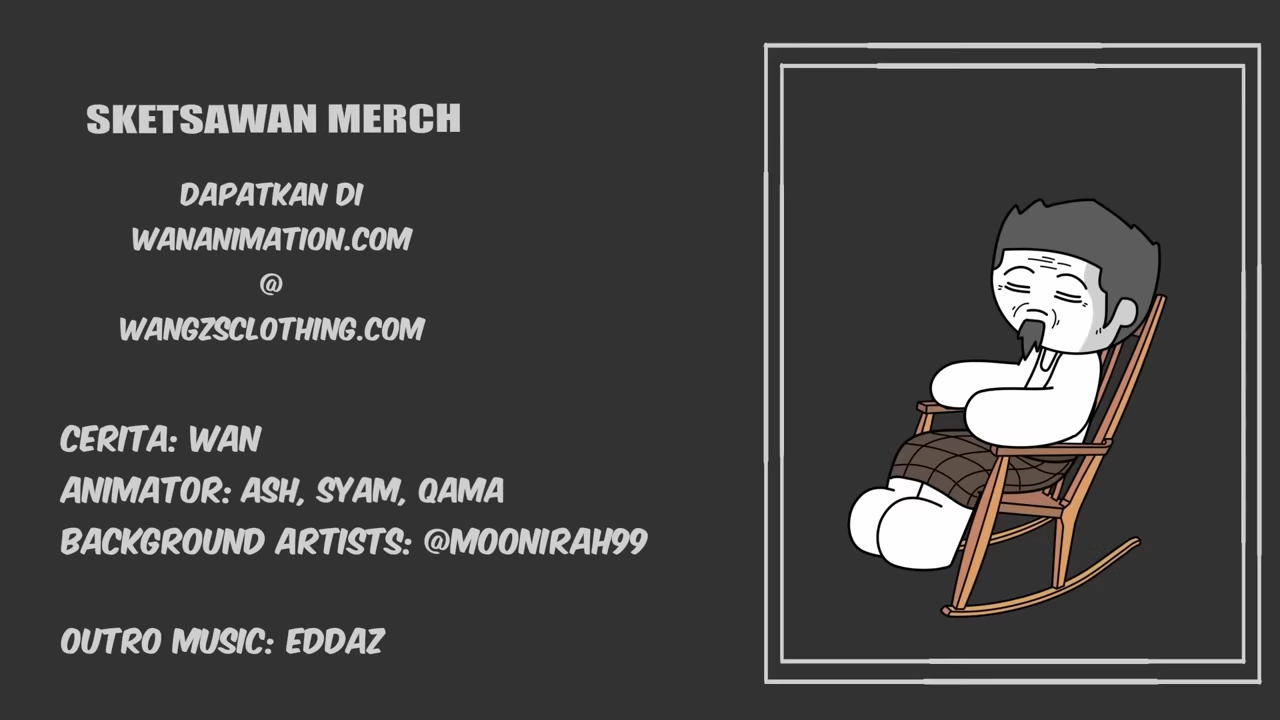 SKETSAWAN MERCH
DAPATKAN DI
WANANIMATION.COM
@
WANGZSCLOTHING.COM
CERITA: WAN
ANIMATOR: ASH, SYAM, QAMA
BACKGROUND ARTISTS: @MOONIRAH99
OUTRO MUSIC: EDDAZ